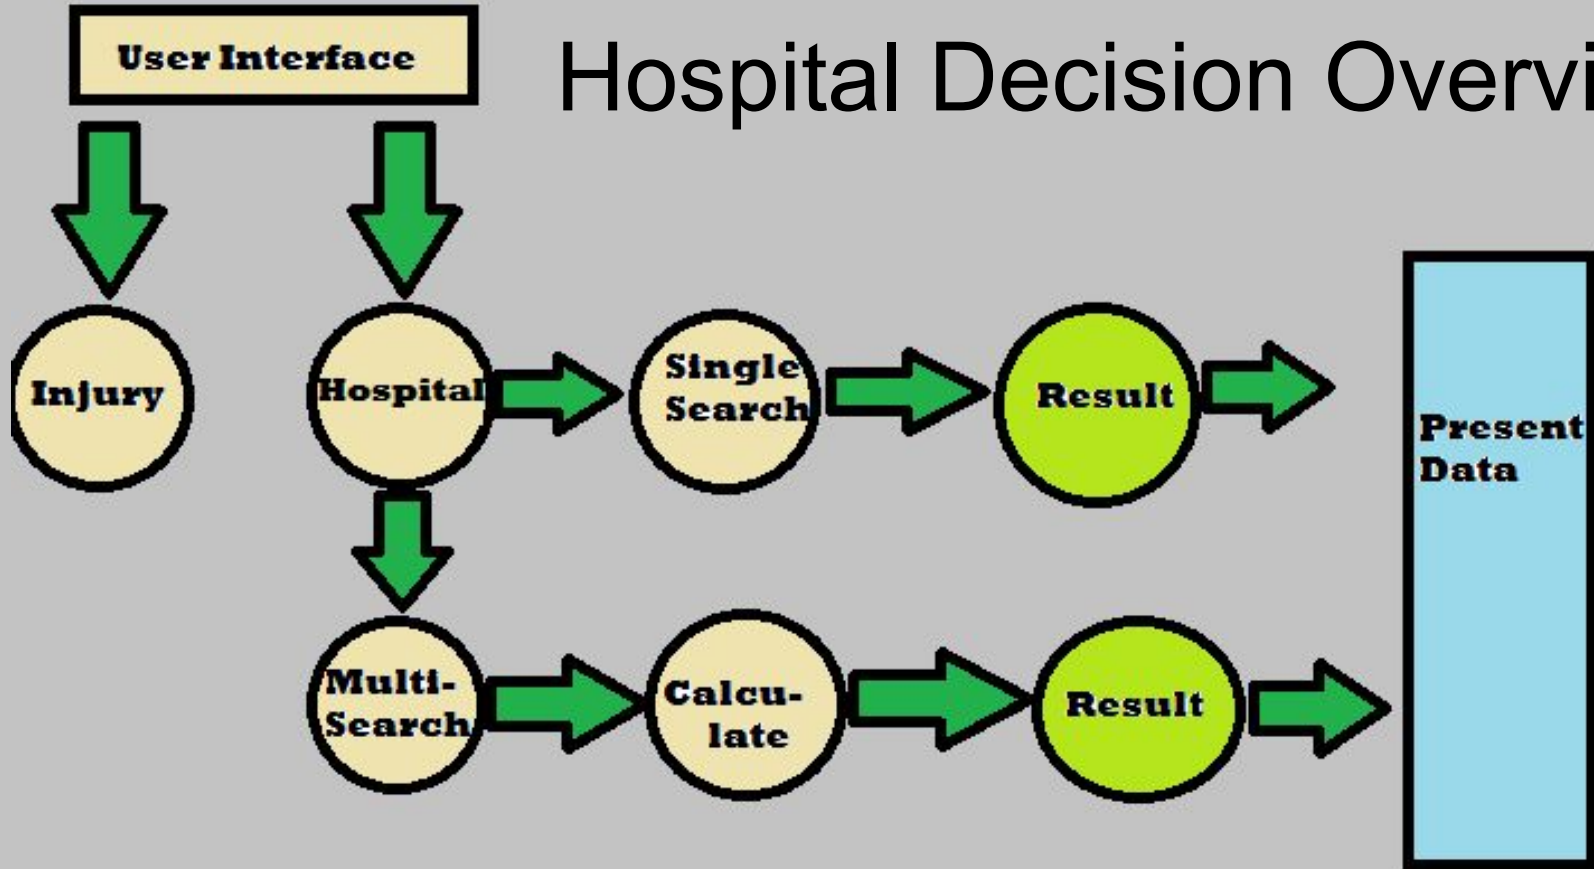 User Interface
Hospital Decision Overvi
Injury
Hospital
Single
Search
Result
Present
Data
Multi-
Search
Calcu-
late
Result